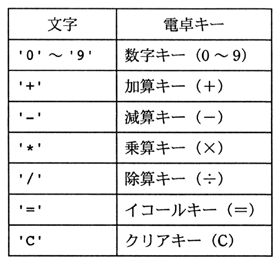 文字 電卓キー
'0' ～ '9' 数字キー（0 ～ 9）
'+' 加算キー（＋）
'-' 減算キー（－）
'*' 乗算キー（×）
'/' 除算キー（÷）
'=' イコールキー（＝）
'C' クリアキー（C）